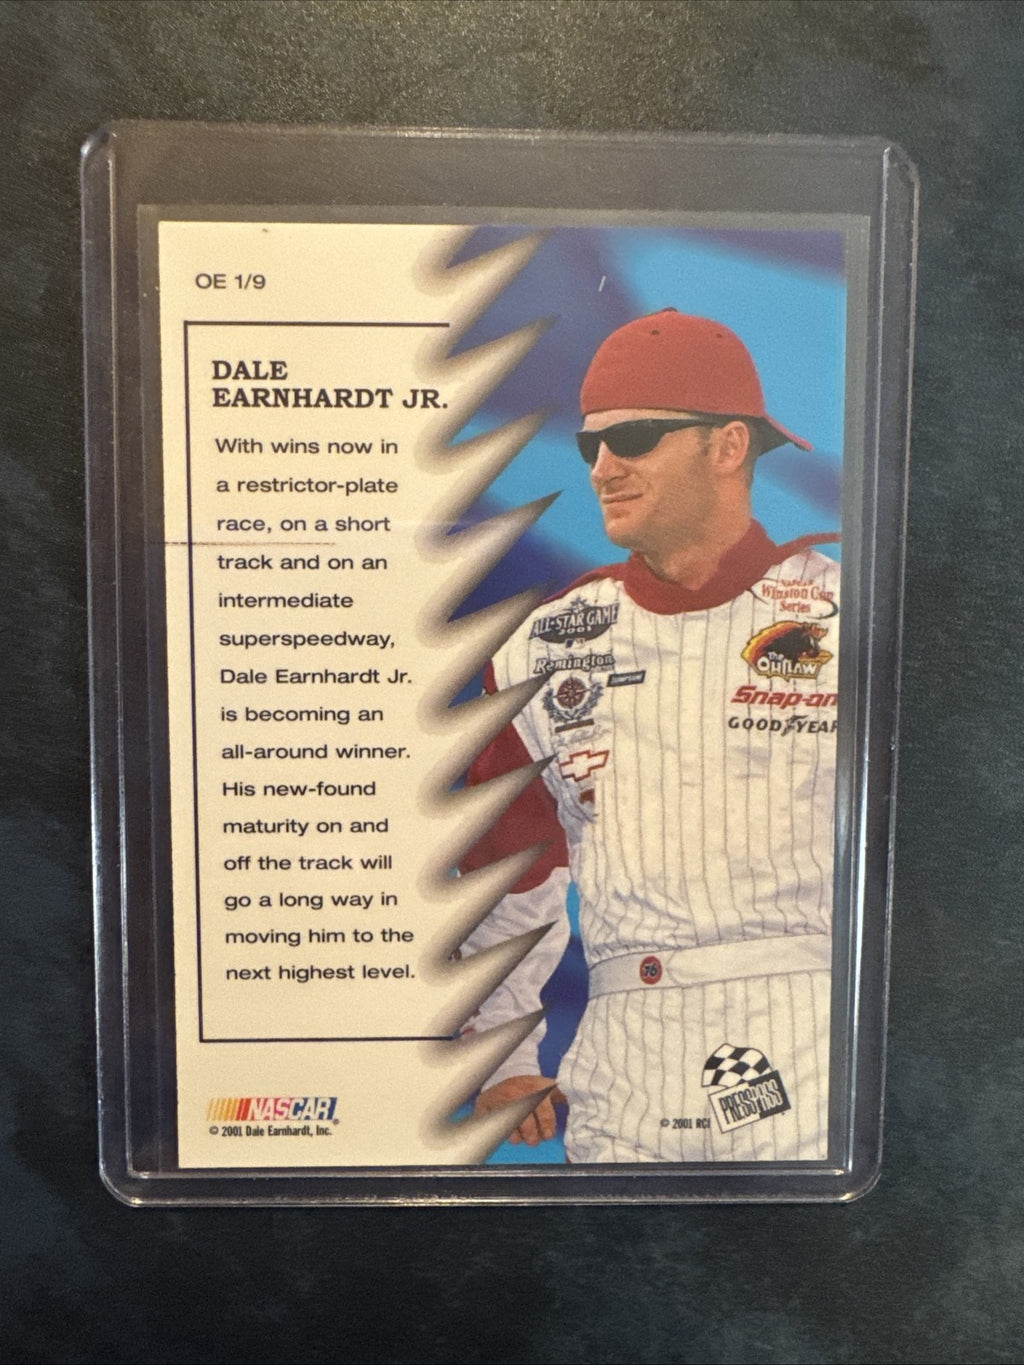 OE 1/9
DALE
EARNHARDT JR.
With wins now in
a restrictor-plate
race, on a short
track and on an
intermediate
superspeedway,
Dale Earnhardt Jr.
is becoming an
all-around winner.
His new-found
maturity on and
off the track will
go a long way in
moving him to the
next highest level.
NASCAR
© 2001 Dale Earnhardt, Inc.
ALL-STAR GAME
2001
Remington
Winston Cup
Series
The
OUTLAW
Snap-on
GOODYEAR
76
© 2001 RCI
PRESS PASS